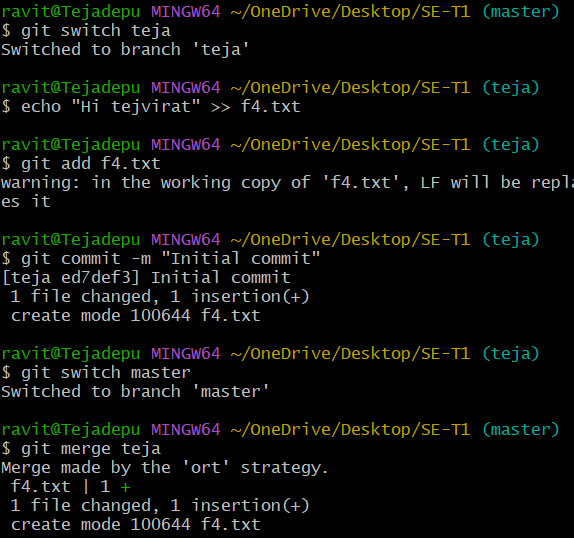 ravit@Tejadepu MINGW64 ~/OneDrive/Desktop/SE-T1 (master)
$ git switch teja
Switched to branch 'teja'
ravit@Tejadepu MINGW64 ~/OneDrive/Desktop/SE-T1 (teja)
$ echo "Hi tejvirat" >> f4.txt
ravit@Tejadepu MINGW64 ~/OneDrive/Desktop/SE-T1 (teja)
$ git add f4.txt
warning: in the working copy of 'f4.txt', LF will be repla
es it
ravit@Tejadepu MINGW64 ~/OneDrive/Desktop/SE-T1 (teja)
$ git commit -m "Initial commit"
[teja ed7def3] Initial commit
 1 file changed, 1 insertion(+)
 create mode 100644 f4.txt
ravit@Tejadepu MINGW64 ~/OneDrive/Desktop/SE-T1 (teja)
$ git switch master
Switched to branch 'master'
ravit@Tejadepu MINGW64 ~/OneDrive/Desktop/SE-T1 (master)
$ git merge teja
Merge made by the 'ort' strategy.
 f4.txt | 1 +
 1 file changed, 1 insertion(+)
 create mode 100644 f4.txt